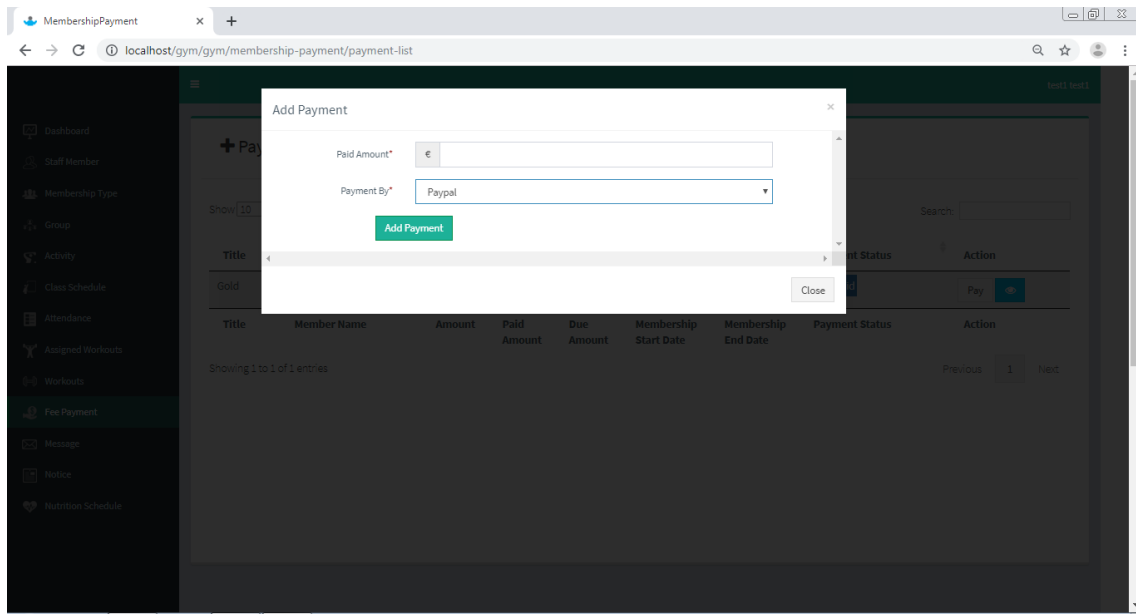 MembershipPayment
localhost/gym/gym/membership-payment/payment-list
test1 test1
Dashboard
Staff Member
Membership Type
Group
Activity
Class Schedule
Attendance
Assigned Workouts
Workouts
Fee Payment
Message
Notice
Nutrition Schedule
Add Payment
×
Paid Amount*
€
Payment By*
Paypal
Add Payment
Close
Show 10
Search:
Title
Action
Gold
Pay
Title Member Name Amount Paid Amount Due Amount Membership Start Date Membership End Date Payment Status Action
Showing 1 to 1 of 1 entries
Previous 1 Next